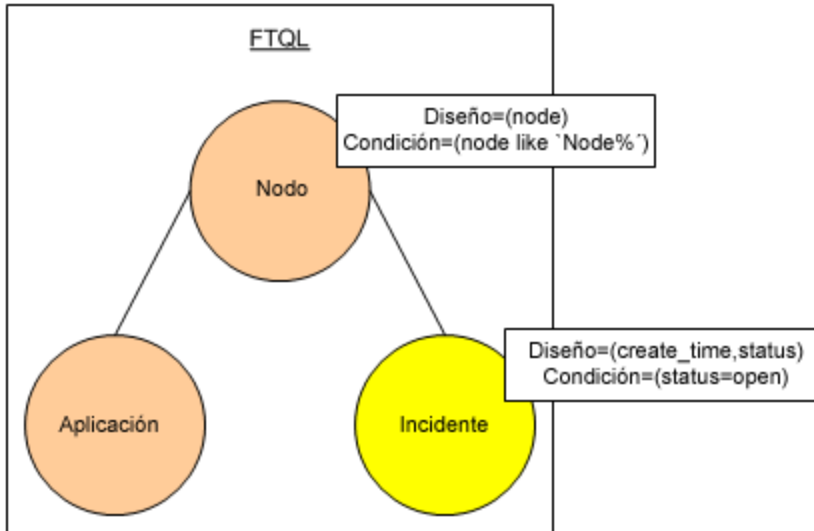 FTQL
Diseño=(node)
Condición=(node like `Node%´)
Nodo
Diseño=(create_time,status)
Condición=(status=open)
Aplicación
Incidente